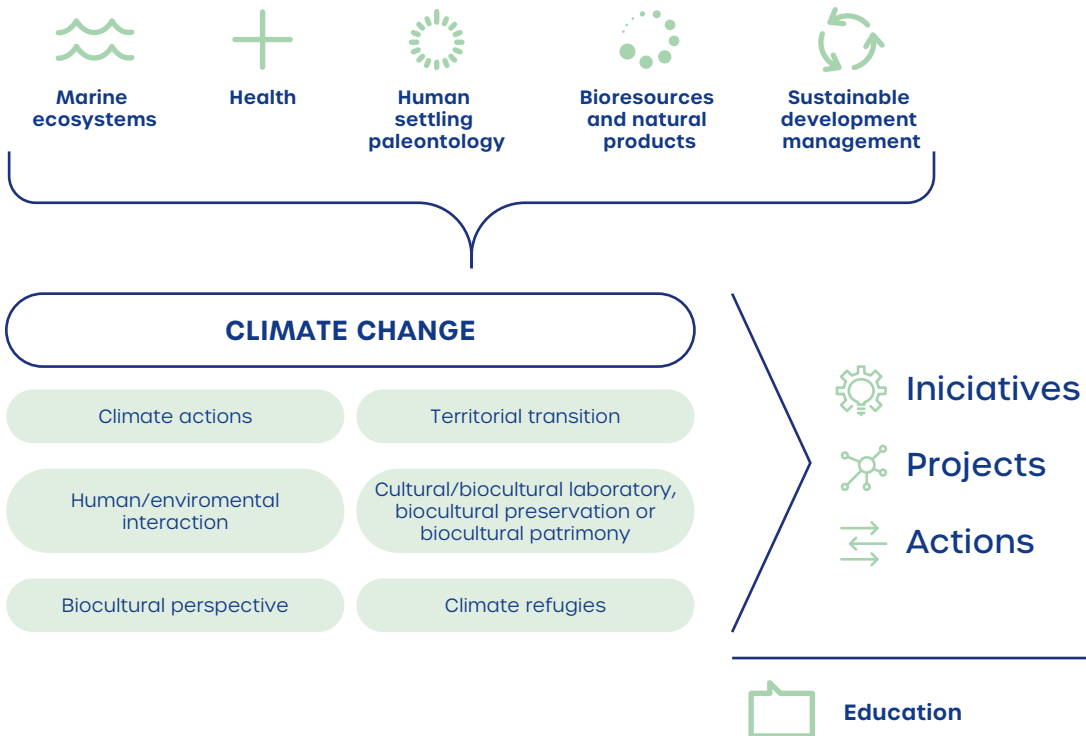 Marine
ecosystems
Health
Human
settling
paleontology
Bioresources
and natural
products
Sustainable
development
management
CLIMATE CHANGE
Climate actions
Territorial transition
Human/enviromental
interaction
Cultural/biocultural laboratory,
biocultural preservation or
biocultural patrimony
Biocultural perspective
Climate refugies
Iniciatives
Projects
Actions
Education